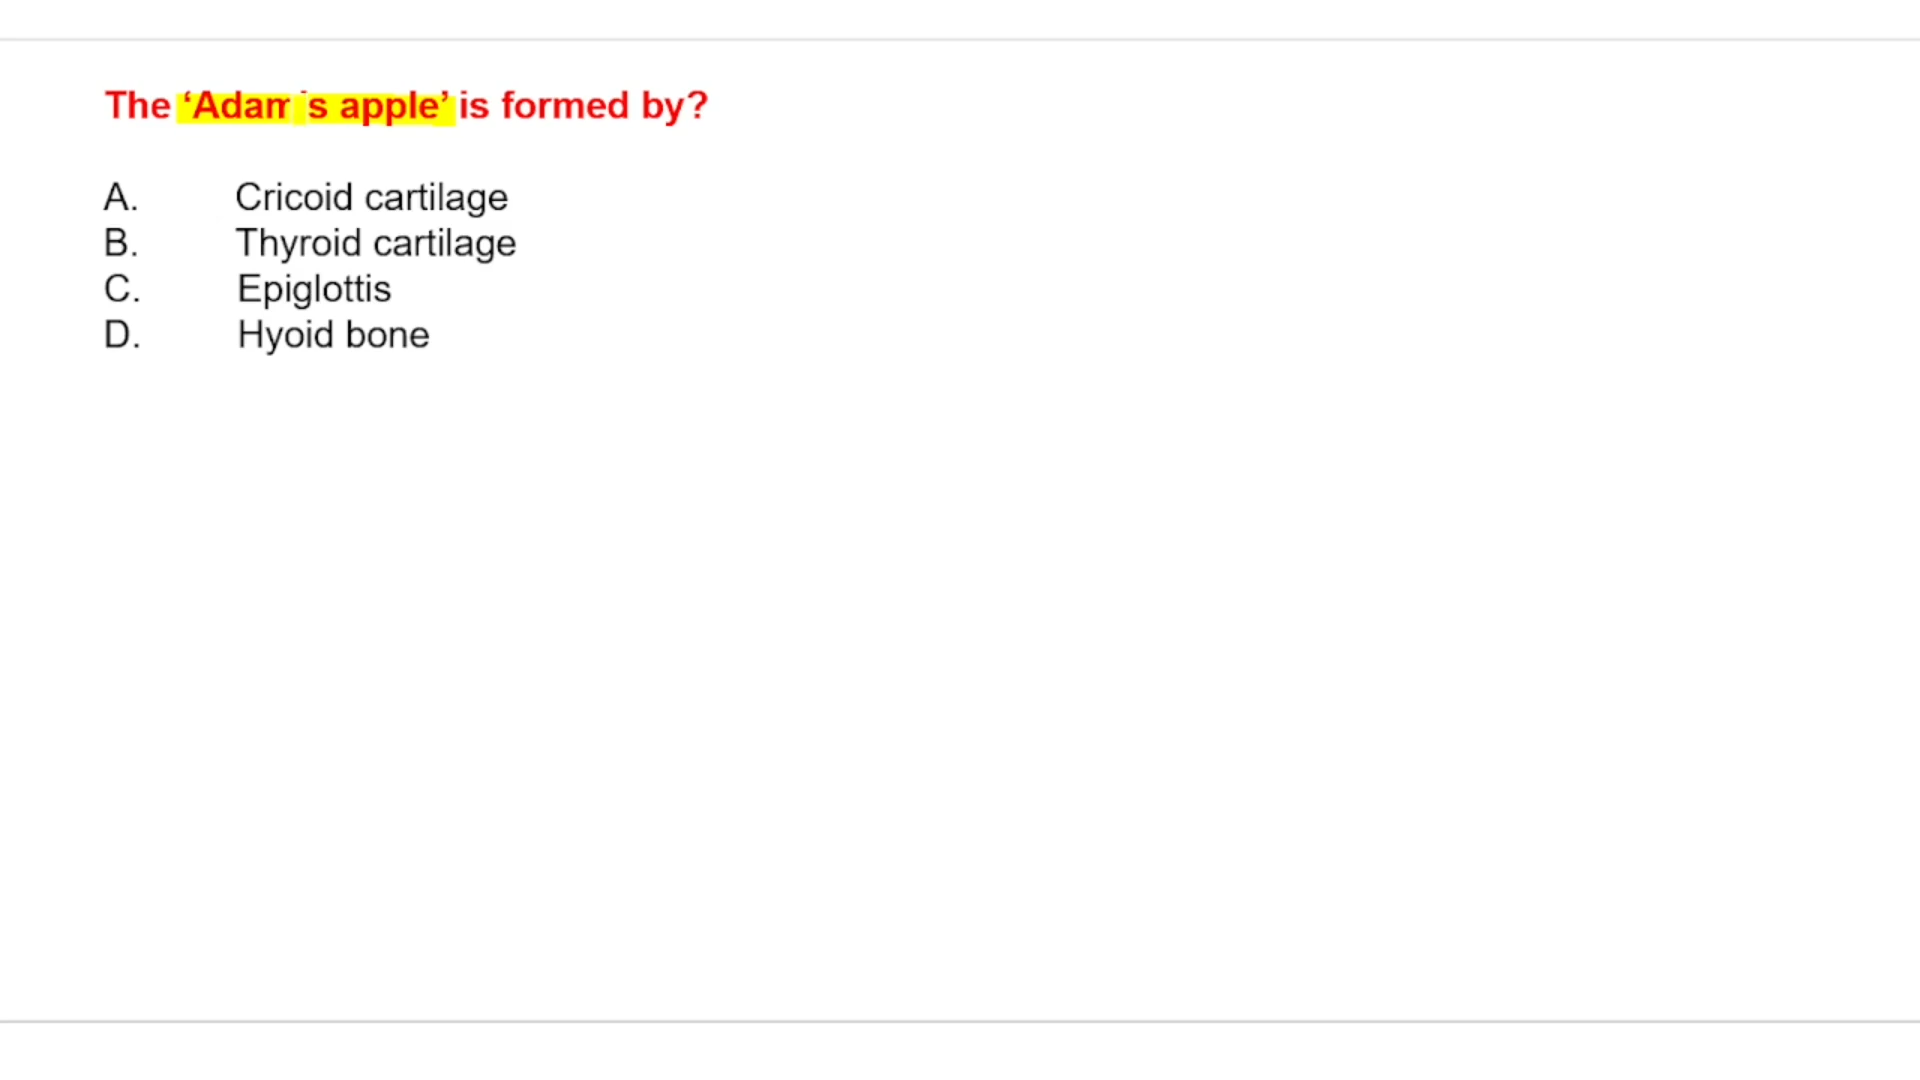 The ‘Adam's apple’ is formed by?
A. Cricoid cartilage
B. Thyroid cartilage
C. Epiglottis
D. Hyoid bone